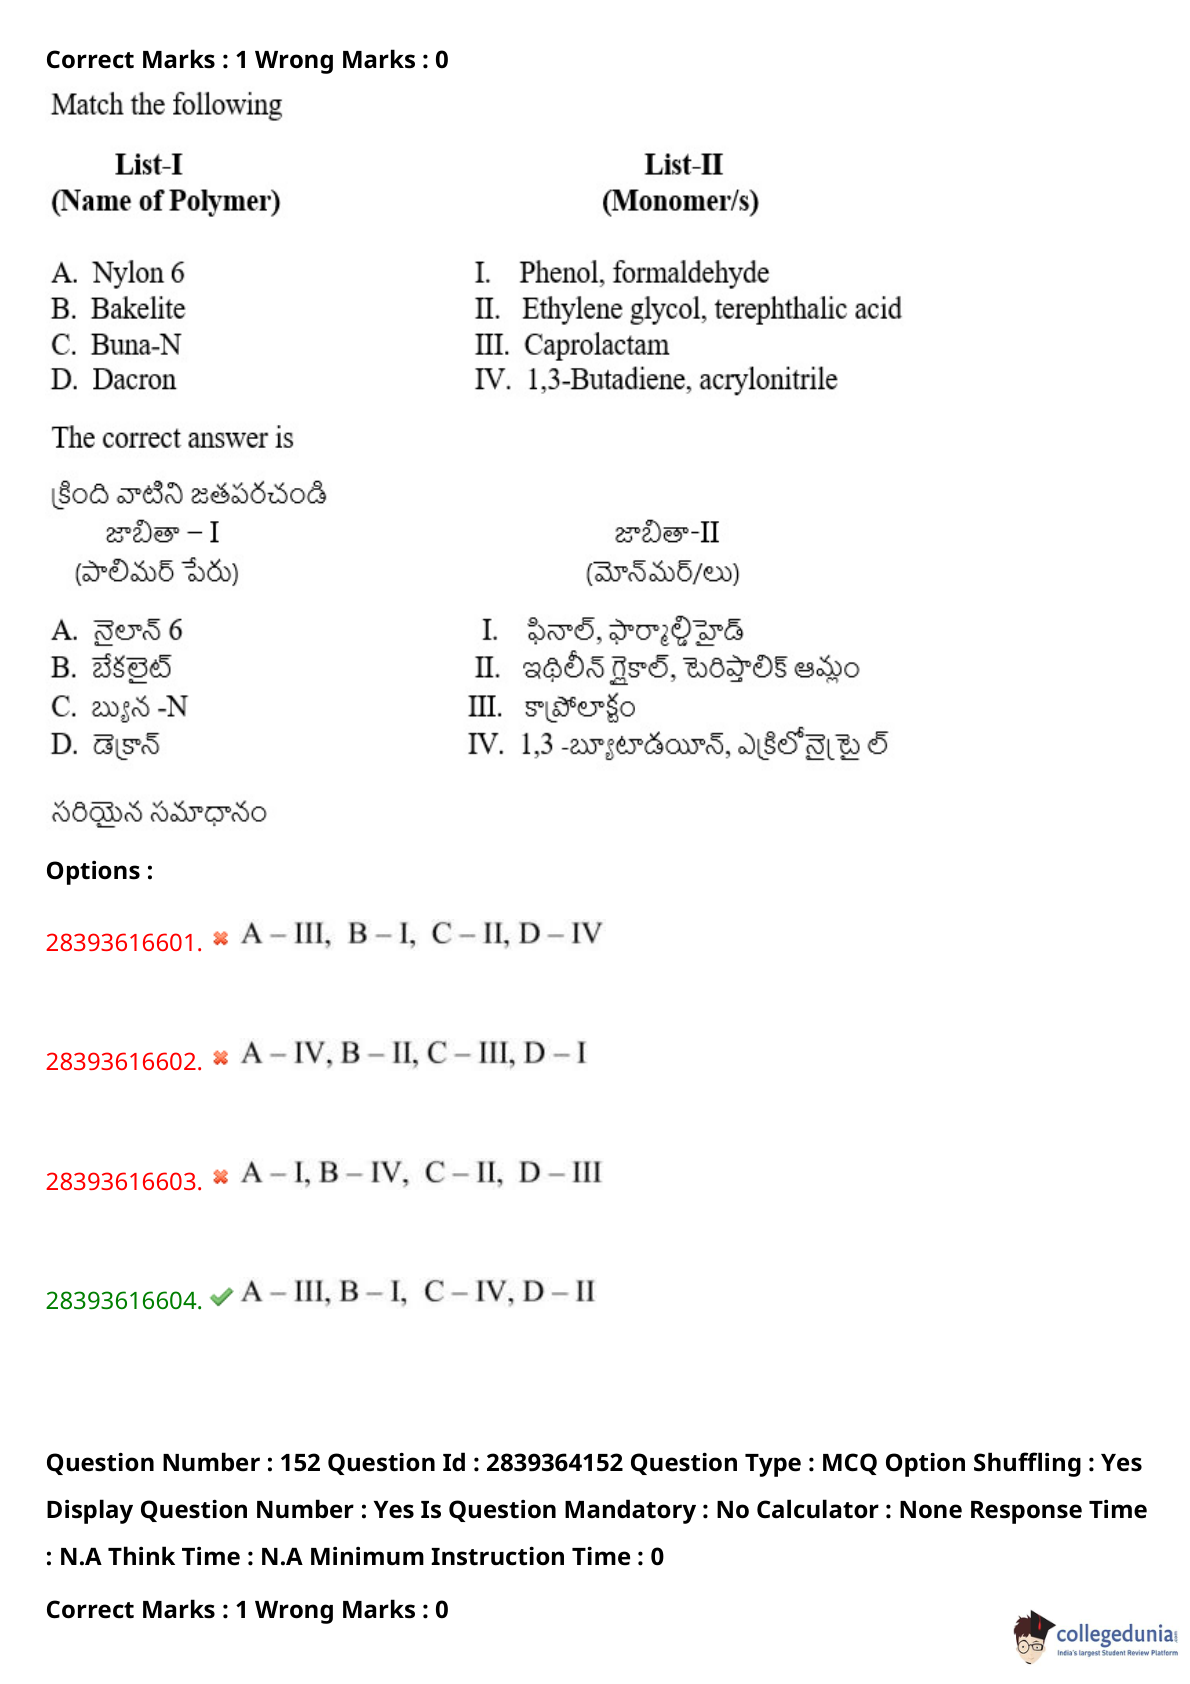 Correct Marks : 1 Wrong Marks : 0
Match the following
List-I List-II
(Name of Polymer) (Monomer/s)
A. Nylon 6 I. Phenol, formaldehyde
B. Bakelite II. Ethylene glycol, terephthalic acid
C. Buna-N III. Caprolactam
D. Dacron IV. 1,3-Butadiene, acrylonitrile
The correct answer is
క్రింది వాటిని జతపరచండి
జాబితా – I జాబితా-II
(పాలిమర్ పేరు) (మోన్‌మర్/లు)
A. నైలాన్ 6 I. ఫినాల్, ఫార్మాల్డిహైడ్
B. బేకలైట్ II. ఇథిలీన్ గ్లైకాల్, టెరిప్తాలిక్ ఆమ్లం
C. బ్యున -N III. కాప్రోలాక్టం
D. డెక్రాన్ IV. 1,3 -బ్యూటాడయీన్, ఎక్రిలోనైట్రైల్
సరియైన సమాధానం
Options :
28393616601. A – III, B – I, C – II, D – IV
28393616602. A – IV, B – II, C – III, D – I
28393616603. A – I, B – IV, C – II, D – III
28393616604. A – III, B – I, C – IV, D – II
Question Number : 152 Question Id : 2839364152 Question Type : MCQ Option Shuffling : Yes
Display Question Number : Yes Is Question Mandatory : No Calculator : None Response Time
: N.A Think Time : N.A Minimum Instruction Time : 0
Correct Marks : 1 Wrong Marks : 0
collegedunia
India's largest Student Review Platform